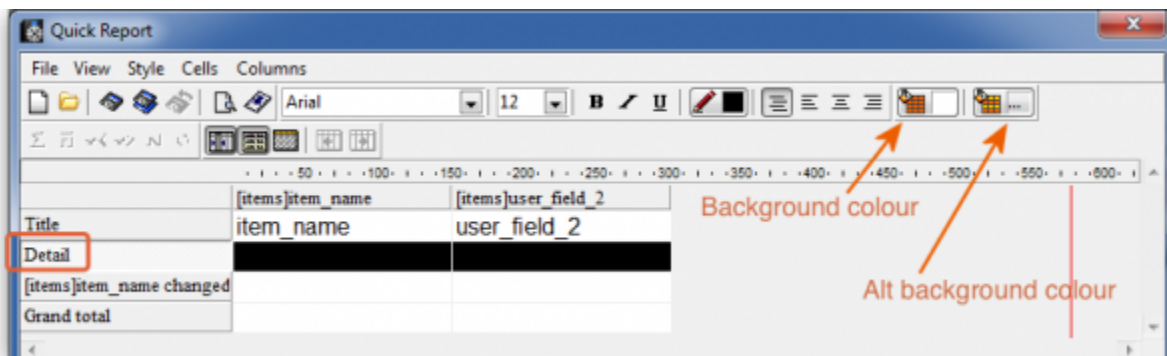 Quick Report
File View Style Cells Columns
Arial 12 B I U ...
Σ n N
50 100 150 200 250 300 350 400 450 500 550 600
[items]item_name [items]user_field_2
Background colour
Title item_name user_field_2
Detail
[items]item_name changed
Alt background colour
Grand total